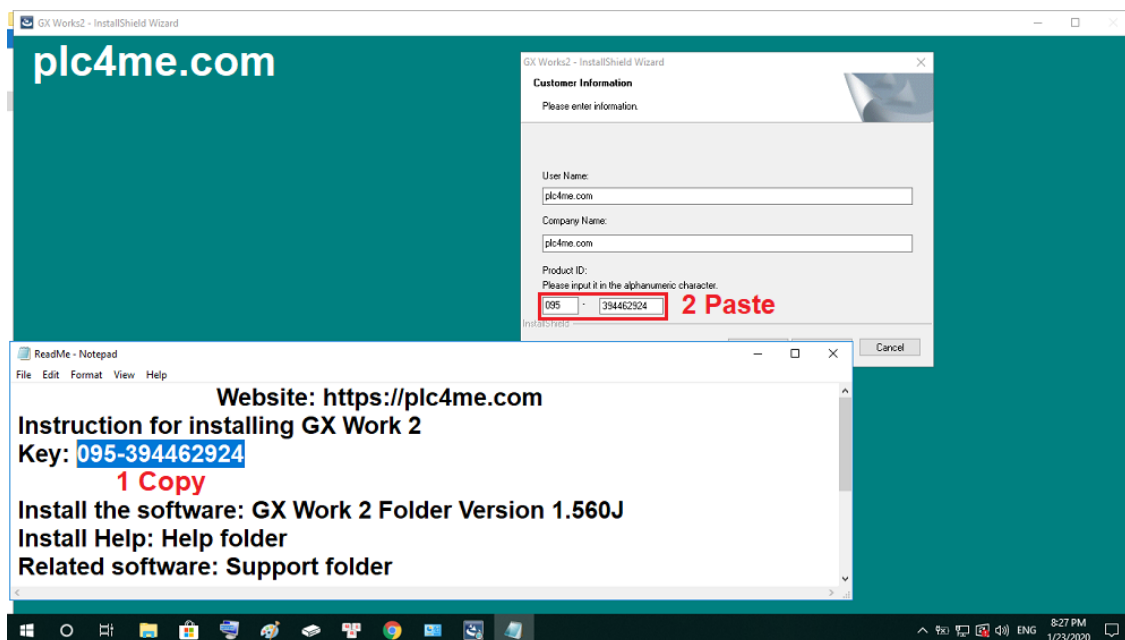 GX Works2 - InstallShield Wizard
plc4me.com
GX Works2 - InstallShield Wizard
Customer Information
Please enter information.
User Name:
plc4me.com
Company Name:
plc4me.com
Product ID:
Please input it in the alphanumeric character.
095 - 394462924 2 Paste
InstallShield
Cancel
ReadMe - Notepad
File Edit Format View Help
Website: https://plc4me.com
Instruction for installing GX Work 2
Key: 095-394462924
1 Copy
Install the software: GX Work 2 Folder Version 1.560J
Install Help: Help folder
Related software: Support folder
ENG
8:27 PM
1/23/2020